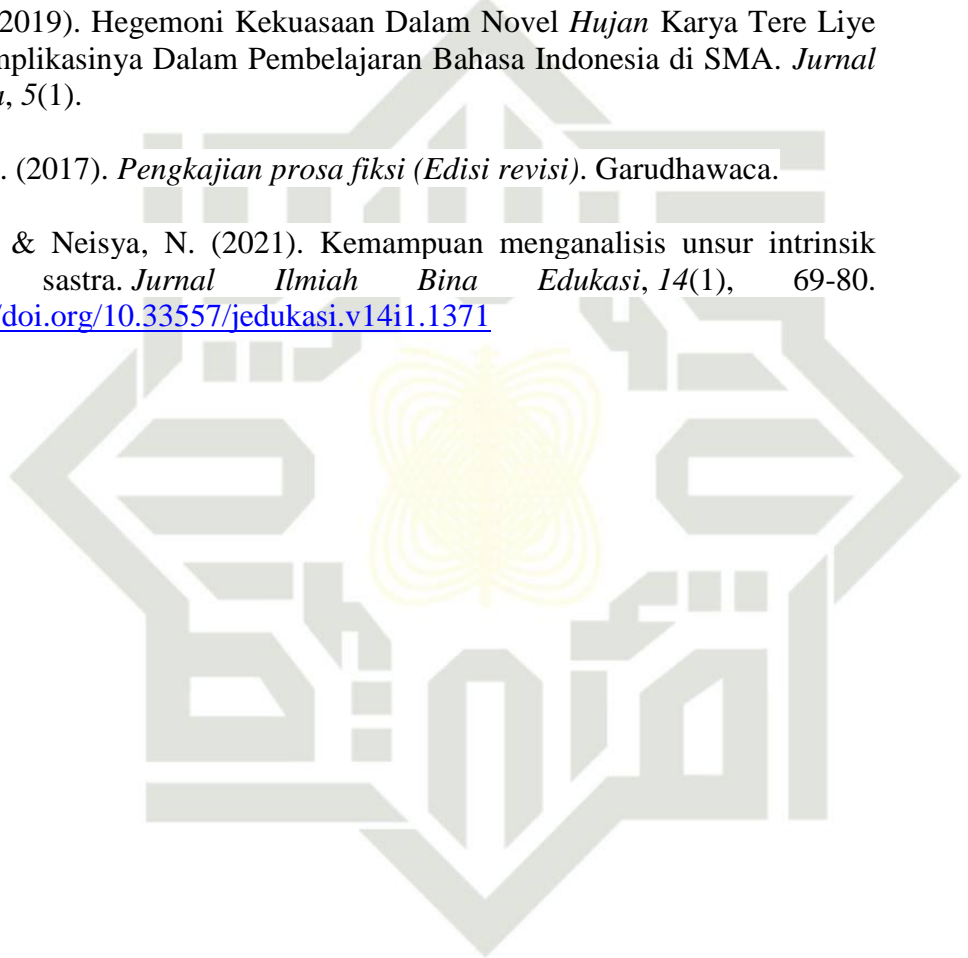 2019). Hegemoni Kekuasaan Dalam Novel Hujan Karya Tere Liye
Dalam Pembelajaran Bahasa Indonesia di SMA. Jurnal
5(1).
. (2017). Pengkajian prosa fiksi (Edisi revisi). Garudhawaca.
& Neisya, N. (2021). Kemampuan menganalisis unsur intrinsik
sastra. Jurnal Ilmiah Bina Edukasi, 14(1), 69-80.
/doi.org/10.33557/jedukasi.v14i1.1371